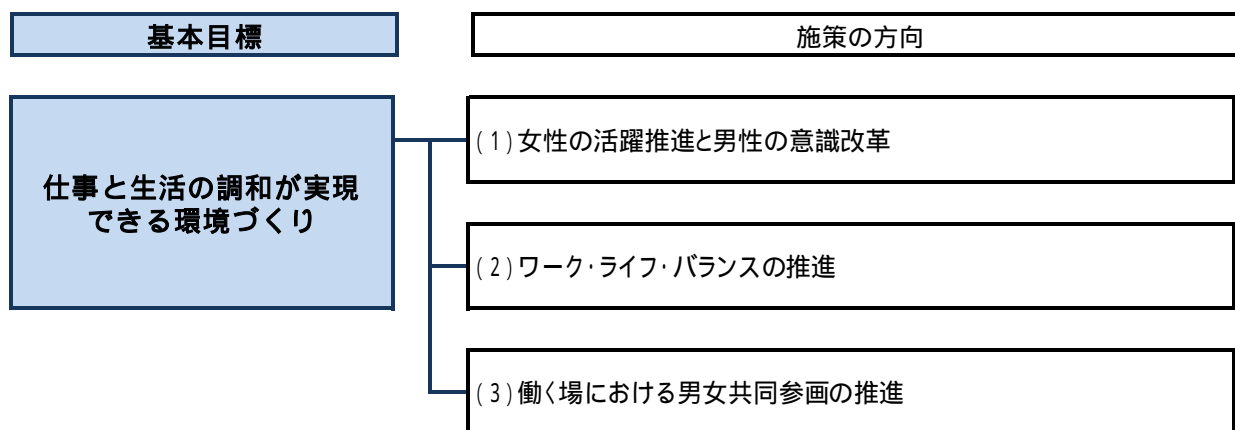 基本目標
施策の方向
仕事と生活の調和が実現
できる環境づくり
(1)女性の活躍推進と男性の意識改革
(2)ワーク・ライフ・バランスの推進
(3)働く場における男女共同参画の推進